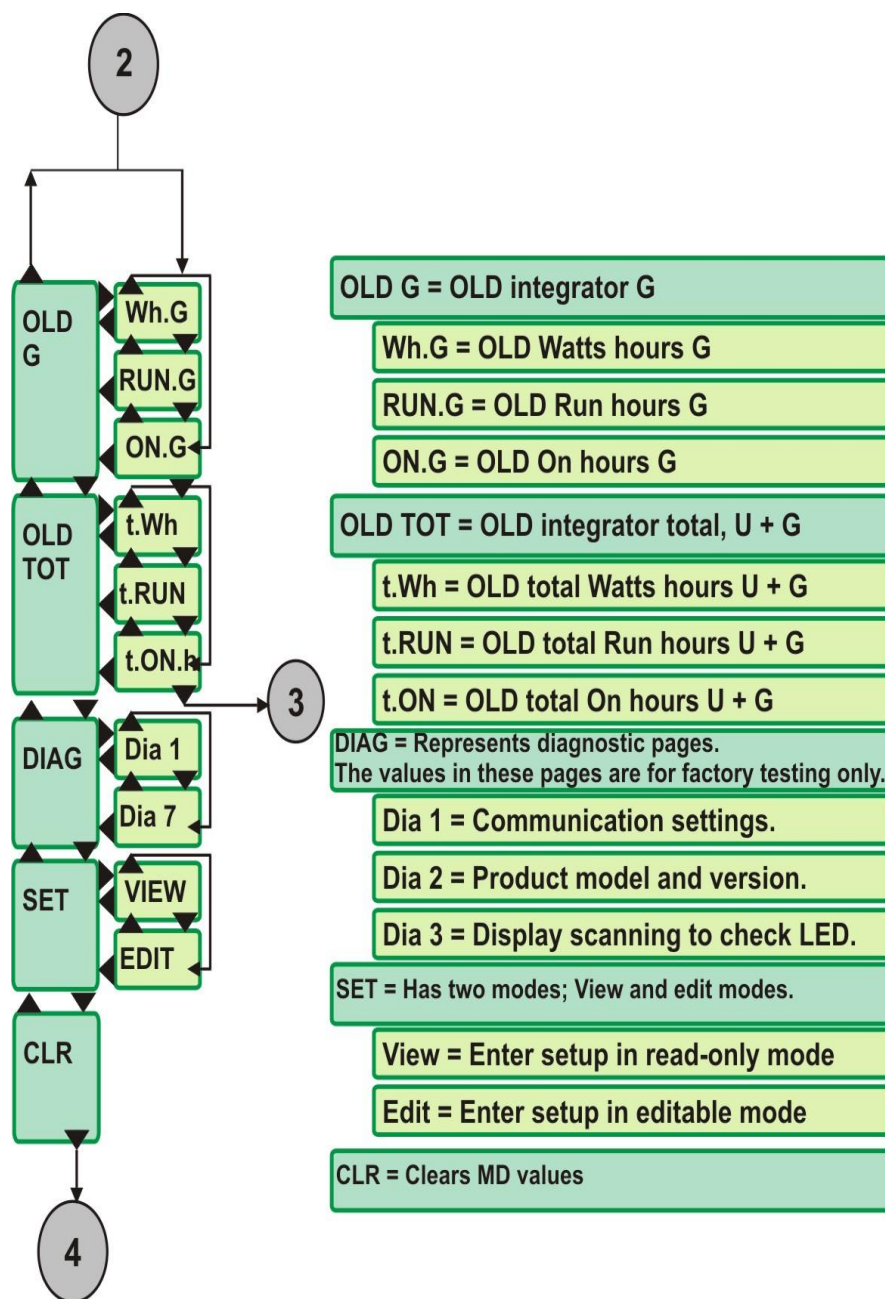 2
OLD
G
Wh.G
RUN.G
ON.G
OLD
TOT
t.Wh
t.RUN
t.ON.h
3
DIAG
Dia 1
Dia 7
SET
VIEW
EDIT
CLR
4
OLD G = OLD integrator G
Wh.G = OLD Watts hours G
RUN.G = OLD Run hours G
ON.G = OLD On hours G
OLD TOT = OLD integrator total, U + G
t.Wh = OLD total Watts hours U + G
t.RUN = OLD total Run hours U + G
t.ON = OLD total On hours U + G
DIAG = Represents diagnostic pages.
The values in these pages are for factory testing only.
Dia 1 = Communication settings.
Dia 2 = Product model and version.
Dia 3 = Display scanning to check LED.
SET = Has two modes; View and edit modes.
View = Enter setup in read-only mode
Edit = Enter setup in editable mode
CLR = Clears MD values